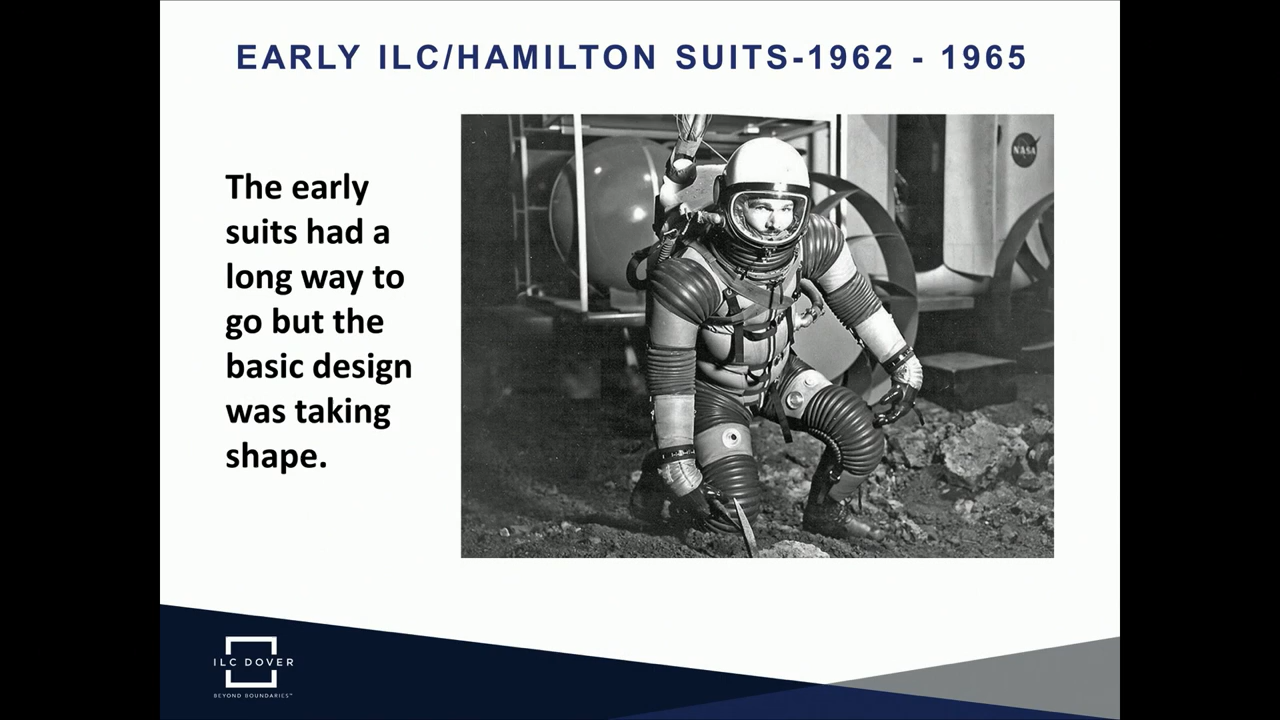 EARLY ILC/HAMILTON SUITS-1962 - 1965
The early
suits had a
long way to
go but the
basic design
was taking
shape.
NASA
ILC DOVER
BEYOND BOUNDARIES™